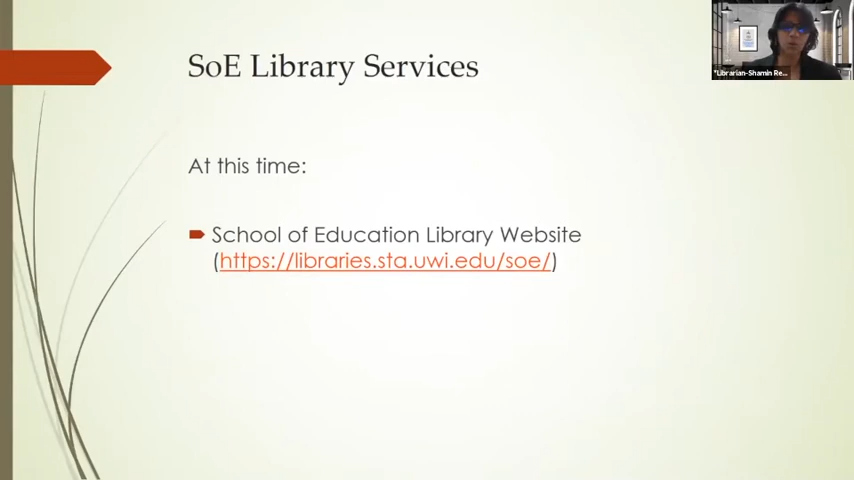 SoE Library Services
"Librarian-Shamin Re...
At this time:
School of Education Library Website
(https://libraries.sta.uwi.edu/soe/)